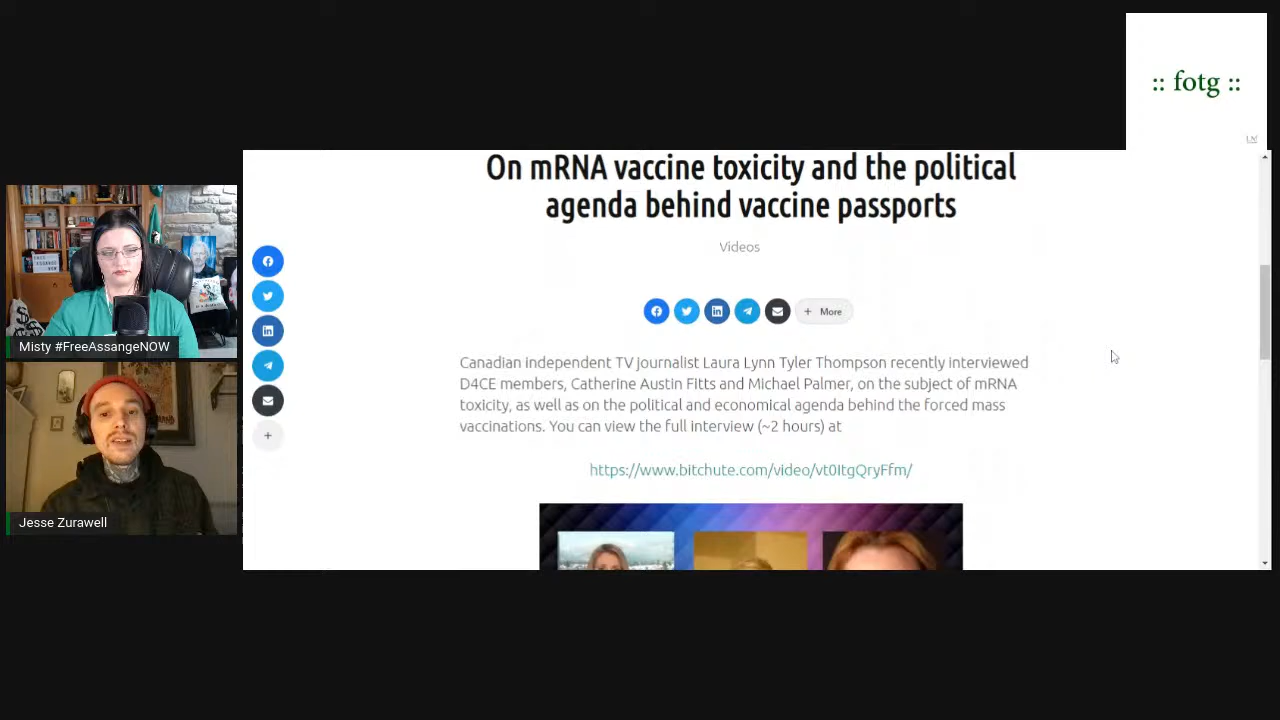 :: fotg ::
On mRNA vaccine toxicity and the political
agenda behind vaccine passports
Videos
+ More
Canadian independent TV journalist Laura Lynn Tyler Thompson recently interviewed
D4CE members, Catherine Austin Fitts and Michael Palmer, on the subject of mRNA
toxicity, as well as on the political and economical agenda behind the forced mass
vaccinations. You can view the full interview (~2 hours) at
https://www.bitchute.com/video/vt0ItgQryFfm/
Misty #FreeAssangeNOW
Jesse Zurawell